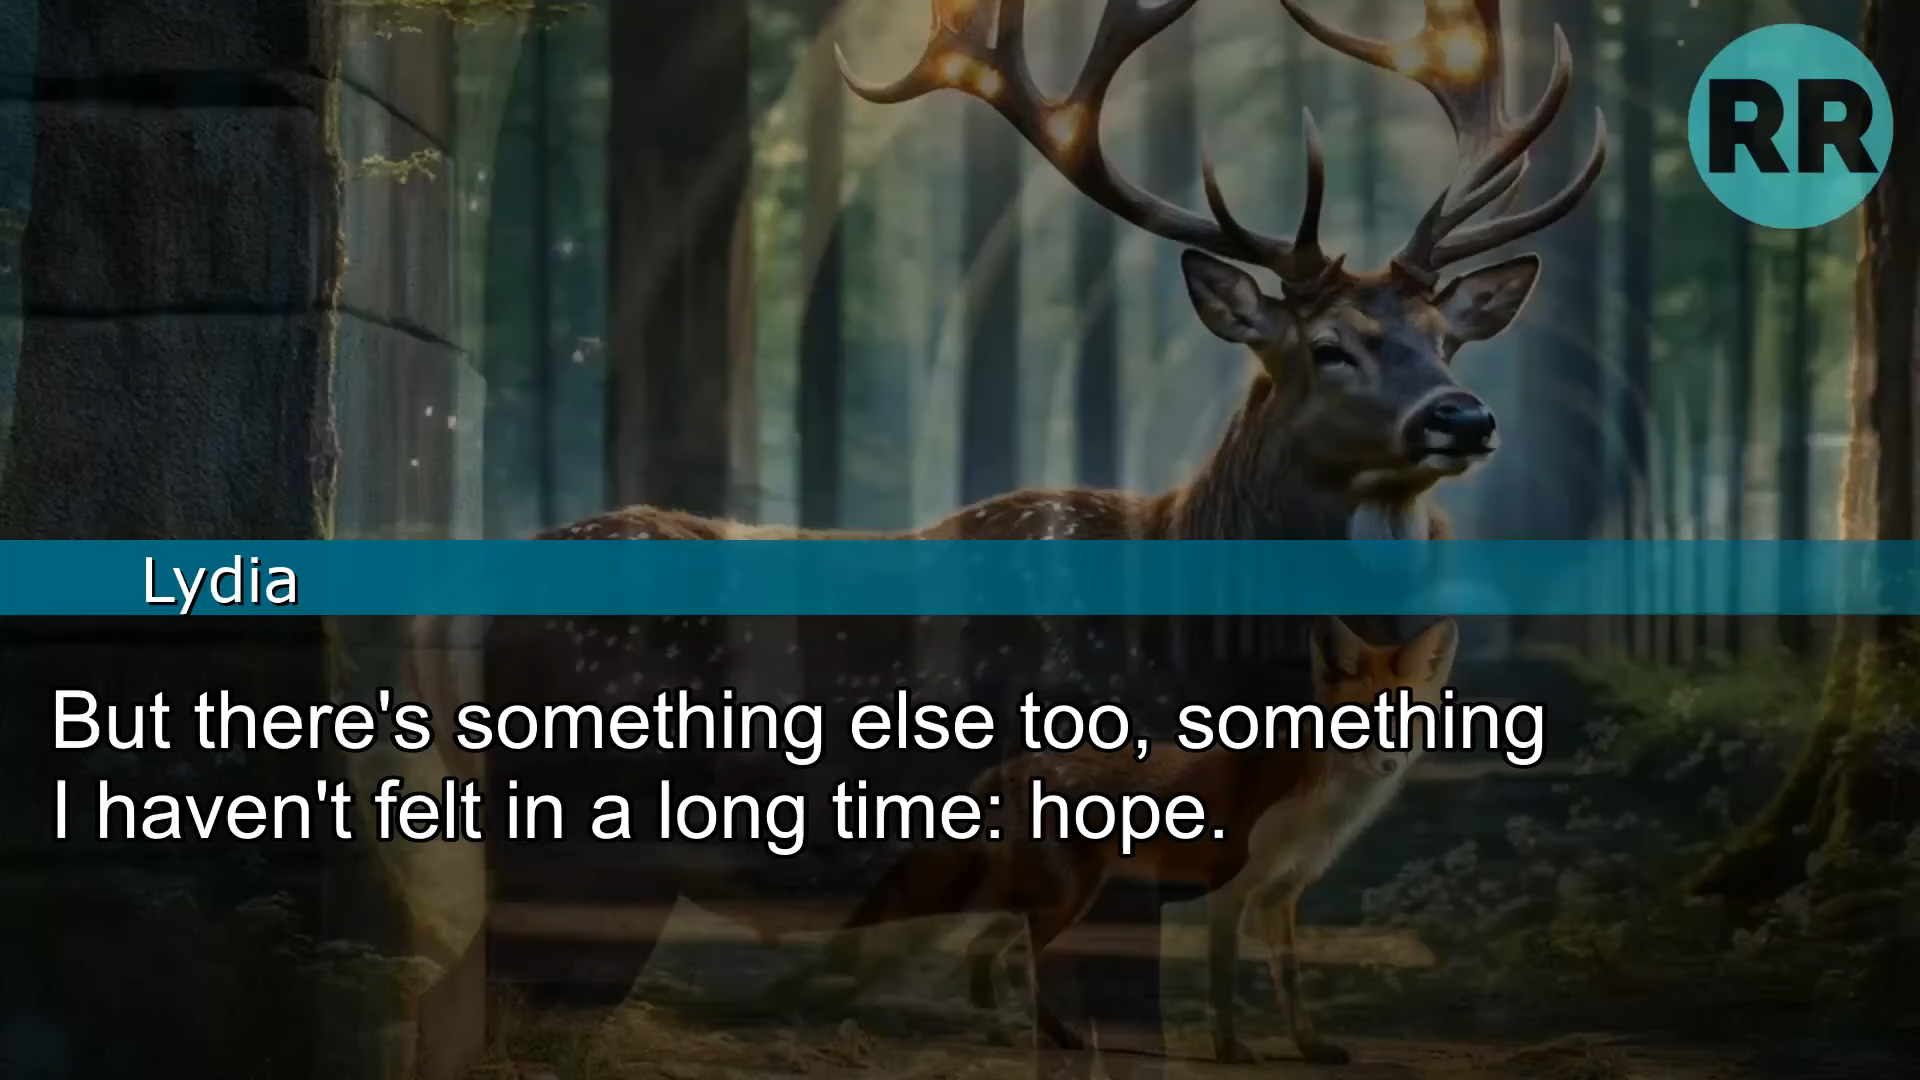 RR
Lydia
But there's something else too, something
I haven't felt in a long time: hope.